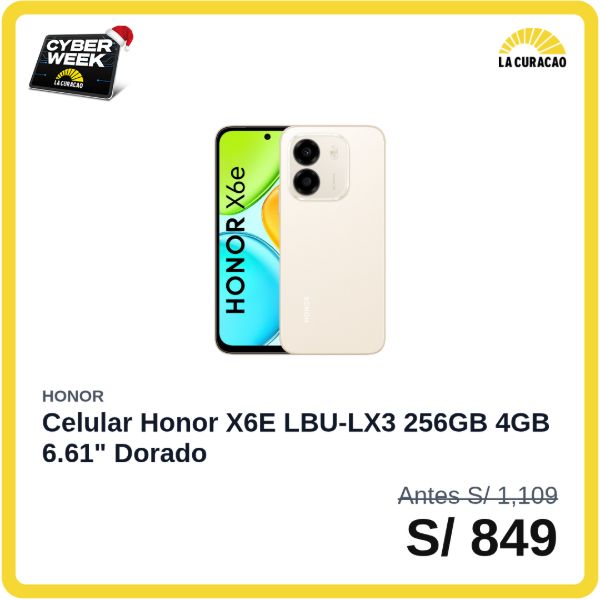 CYBER
WEEK
LA CURACAO
LA CURACAO
HONOR X6e
HONOR
HONOR
Celular Honor X6E LBU-LX3 256GB 4GB
6.61" Dorado
Antes S/ 1,109
S/ 849